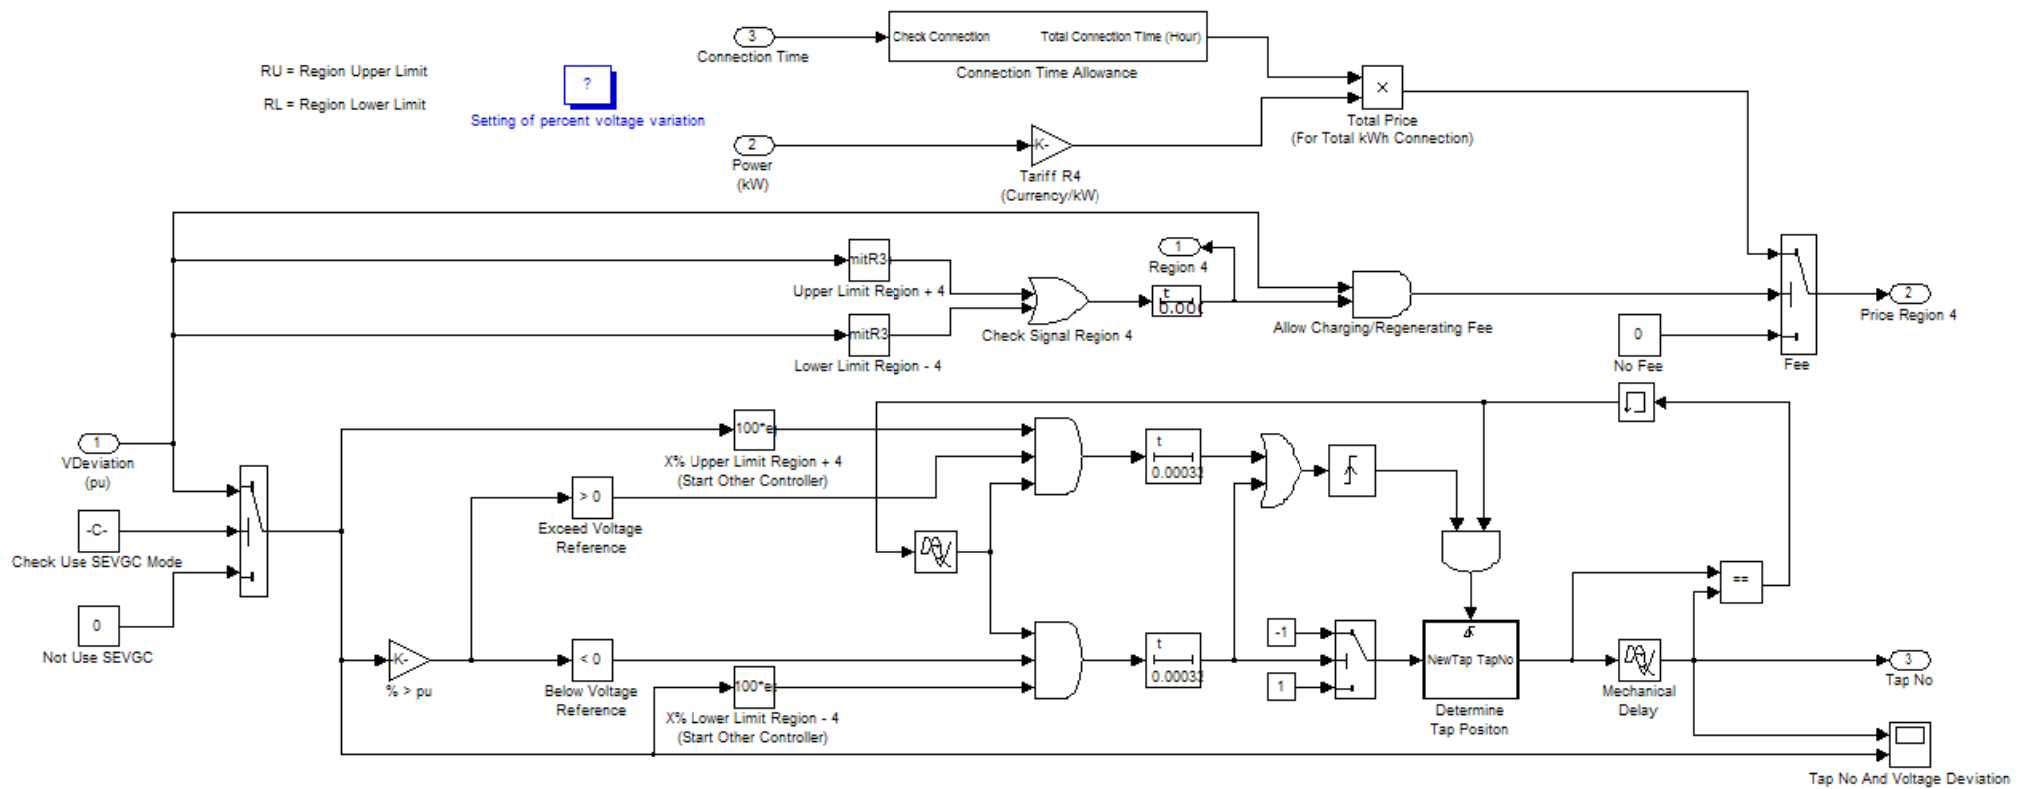 3
Connection Time
Check Connection
Total Connection Time (Hour)
Connection Time Allowance
RU = Region Upper Limit
RL = Region Lower Limit
?
Setting of percent voltage variation
×
Total Price
(For Total kWh Connection)
2
Power
(kW)
-K-
Tariff R4
(Currency/kW)
mitR3
Upper Limit Region + 4
1
Region 4
t
Check Signal Region 4
mitR3
Lower Limit Region - 4
Allow Charging/Regenerating Fee
0
No Fee
Fee
2
Price Region 4
1
VDeviation
(pu)
-C-
Check Use SEVGC Mode
0
Not Use SEVGC
100*e
X% Upper Limit Region + 4
(Start Other Controller)
> 0
Exceed Voltage
Reference
t
0.0003
-K-
% > pu
< 0
Below Voltage
Reference
100*e
X% Lower Limit Region - 4
(Start Other Controller)
t
0.0003
-1
1
NewTap TapNo
Determine
Tap Positon
==
Mechanical
Delay
3
Tap No
Tap No And Voltage Deviation